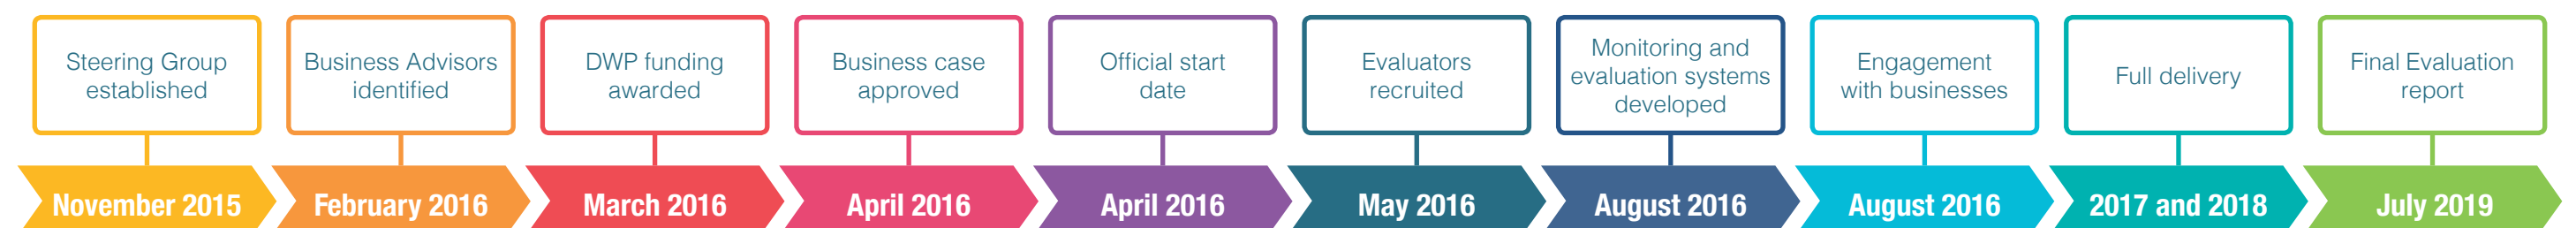 Steering Group
established
Business Advisors
identified
DWP funding
awarded
Business case
approved
Official start
date
Evaluators
recruited
Monitoring and
evaluation systems
developed
Engagement
with businesses
Full delivery
Final Evaluation
report
November 2015
February 2016
March 2016
April 2016
April 2016
May 2016
August 2016
August 2016
2017 and 2018
July 2019